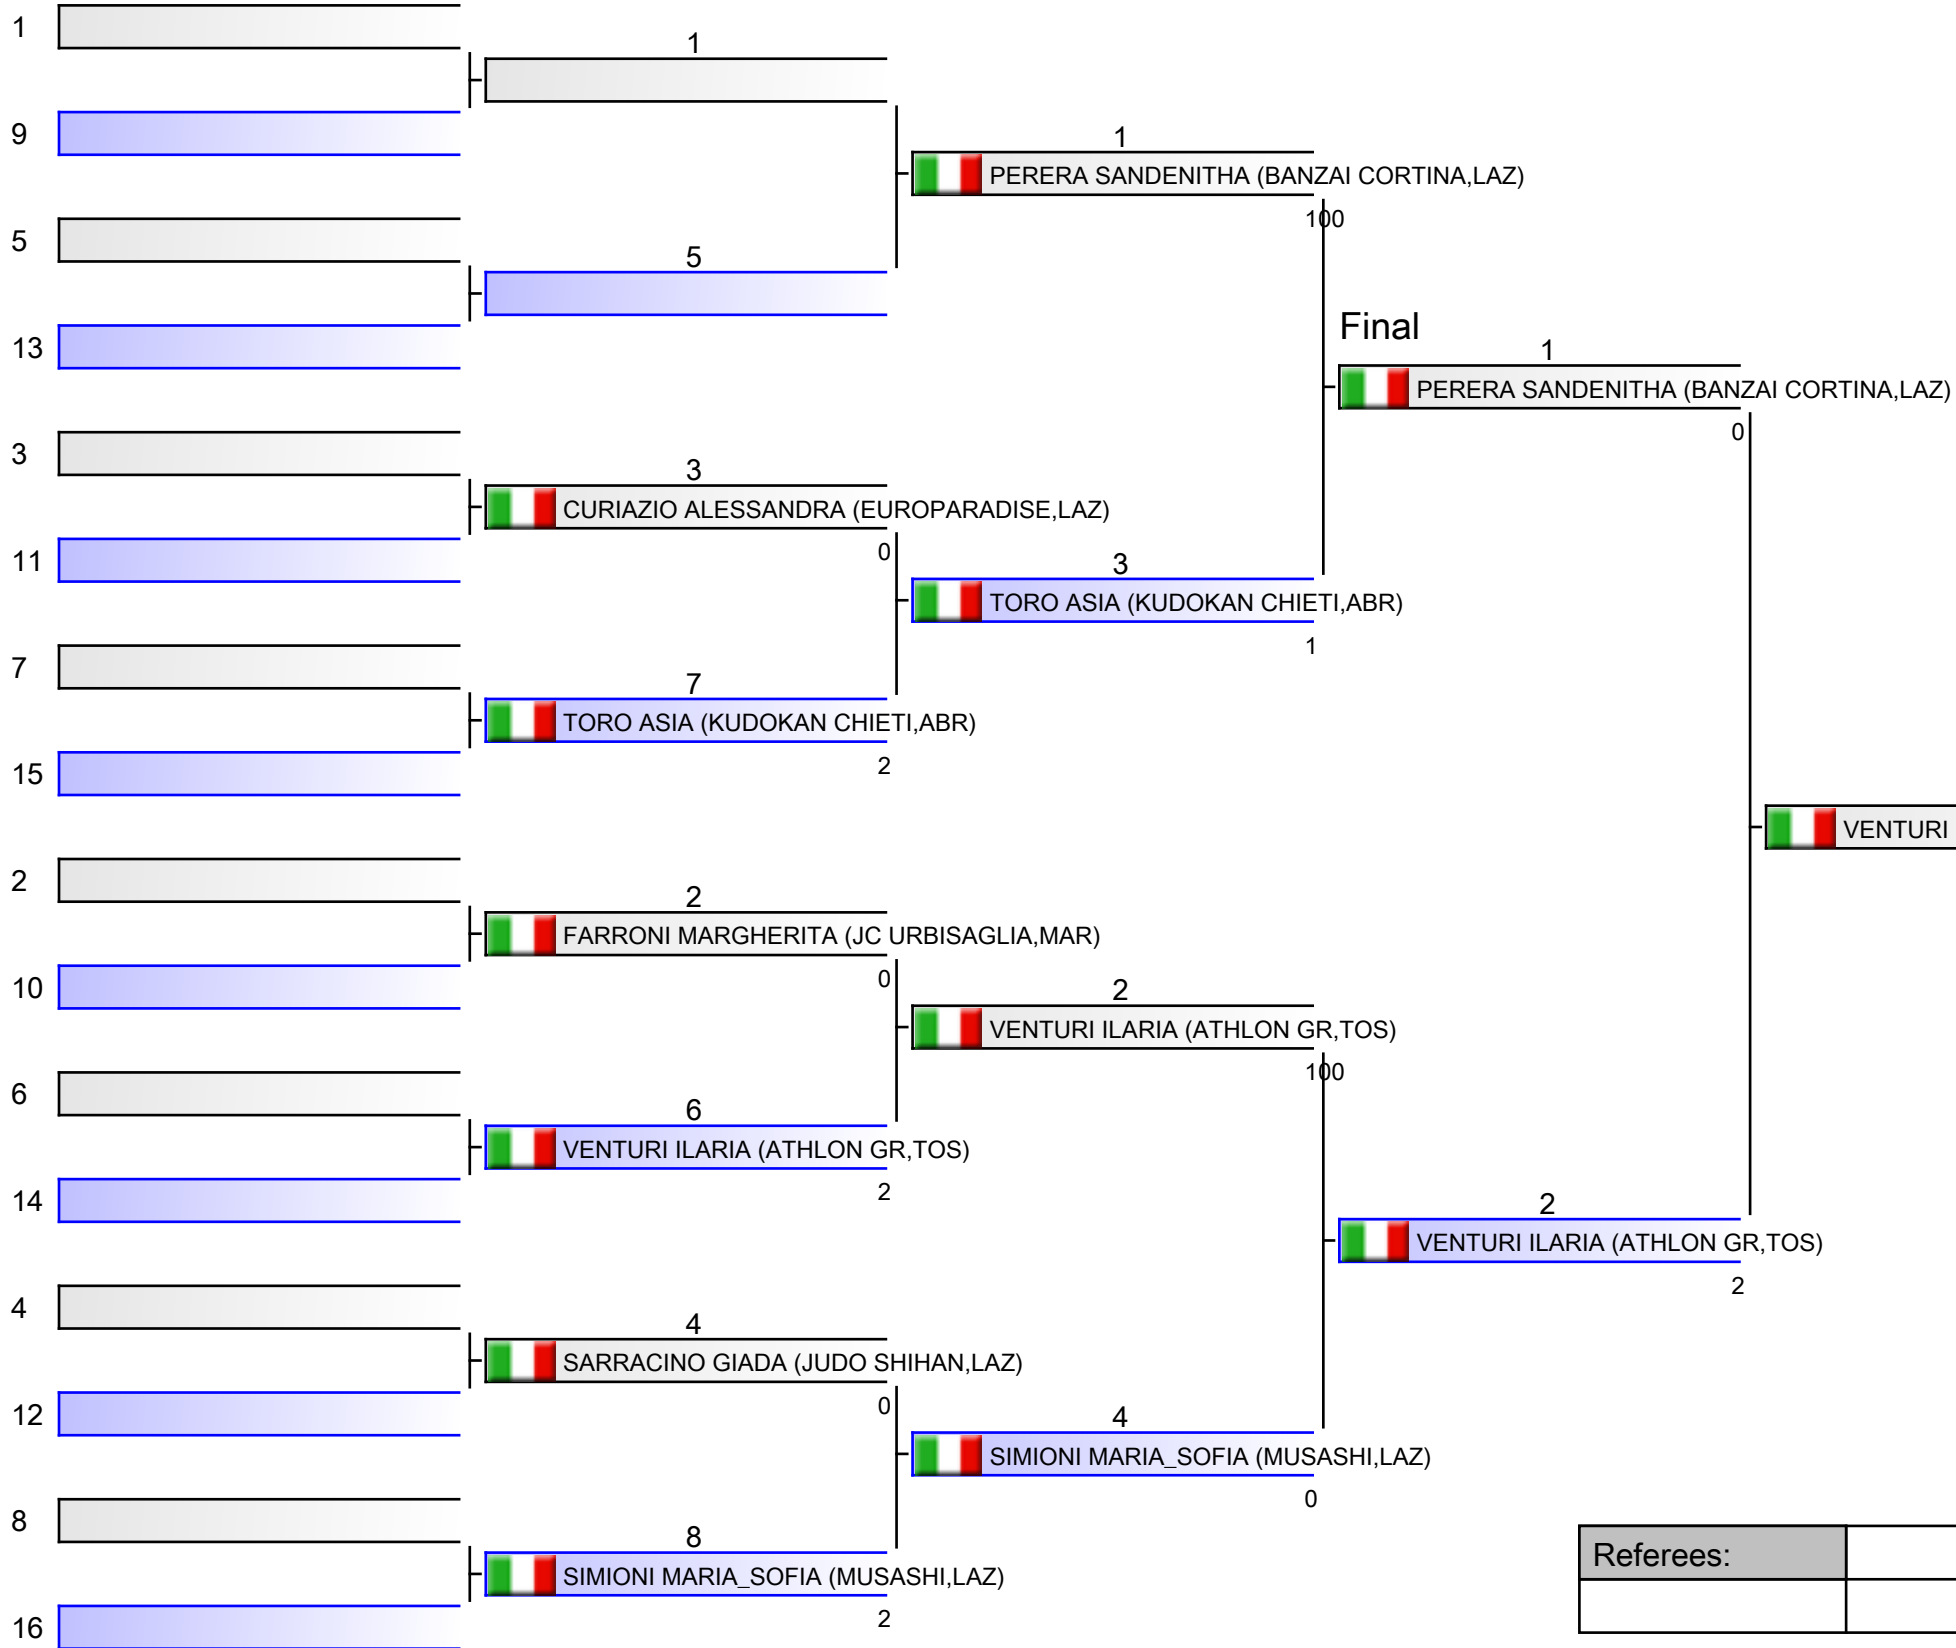 1
1
9
1
PERERA SANDENITHA (BANZAI CORTINA,LAZ)
100
5
5
13
Final
1
PERERA SANDENITHA (BANZAI CORTINA,LAZ)
0
3
3
CURIAZIO ALESSANDRA (EUROPARADISE,LAZ)
0
11
3
TORO ASIA (KUDOKAN CHIETI,ABR)
1
7
7
TORO ASIA (KUDOKAN CHIETI,ABR)
2
15
VENTURI
2
2
FARRONI MARGHERITA (JC URBISAGLIA,MAR)
0
10
2
VENTURI ILARIA (ATHLON GR,TOS)
100
6
6
VENTURI ILARIA (ATHLON GR,TOS)
2
14
2
VENTURI ILARIA (ATHLON GR,TOS)
2
4
4
SARRACINO GIADA (JUDO SHIHAN,LAZ)
0
12
4
SIMIONI MARIA_SOFIA (MUSASHI,LAZ)
0
8
8
SIMIONI MARIA_SOFIA (MUSASHI,LAZ)
2
16
Referees: